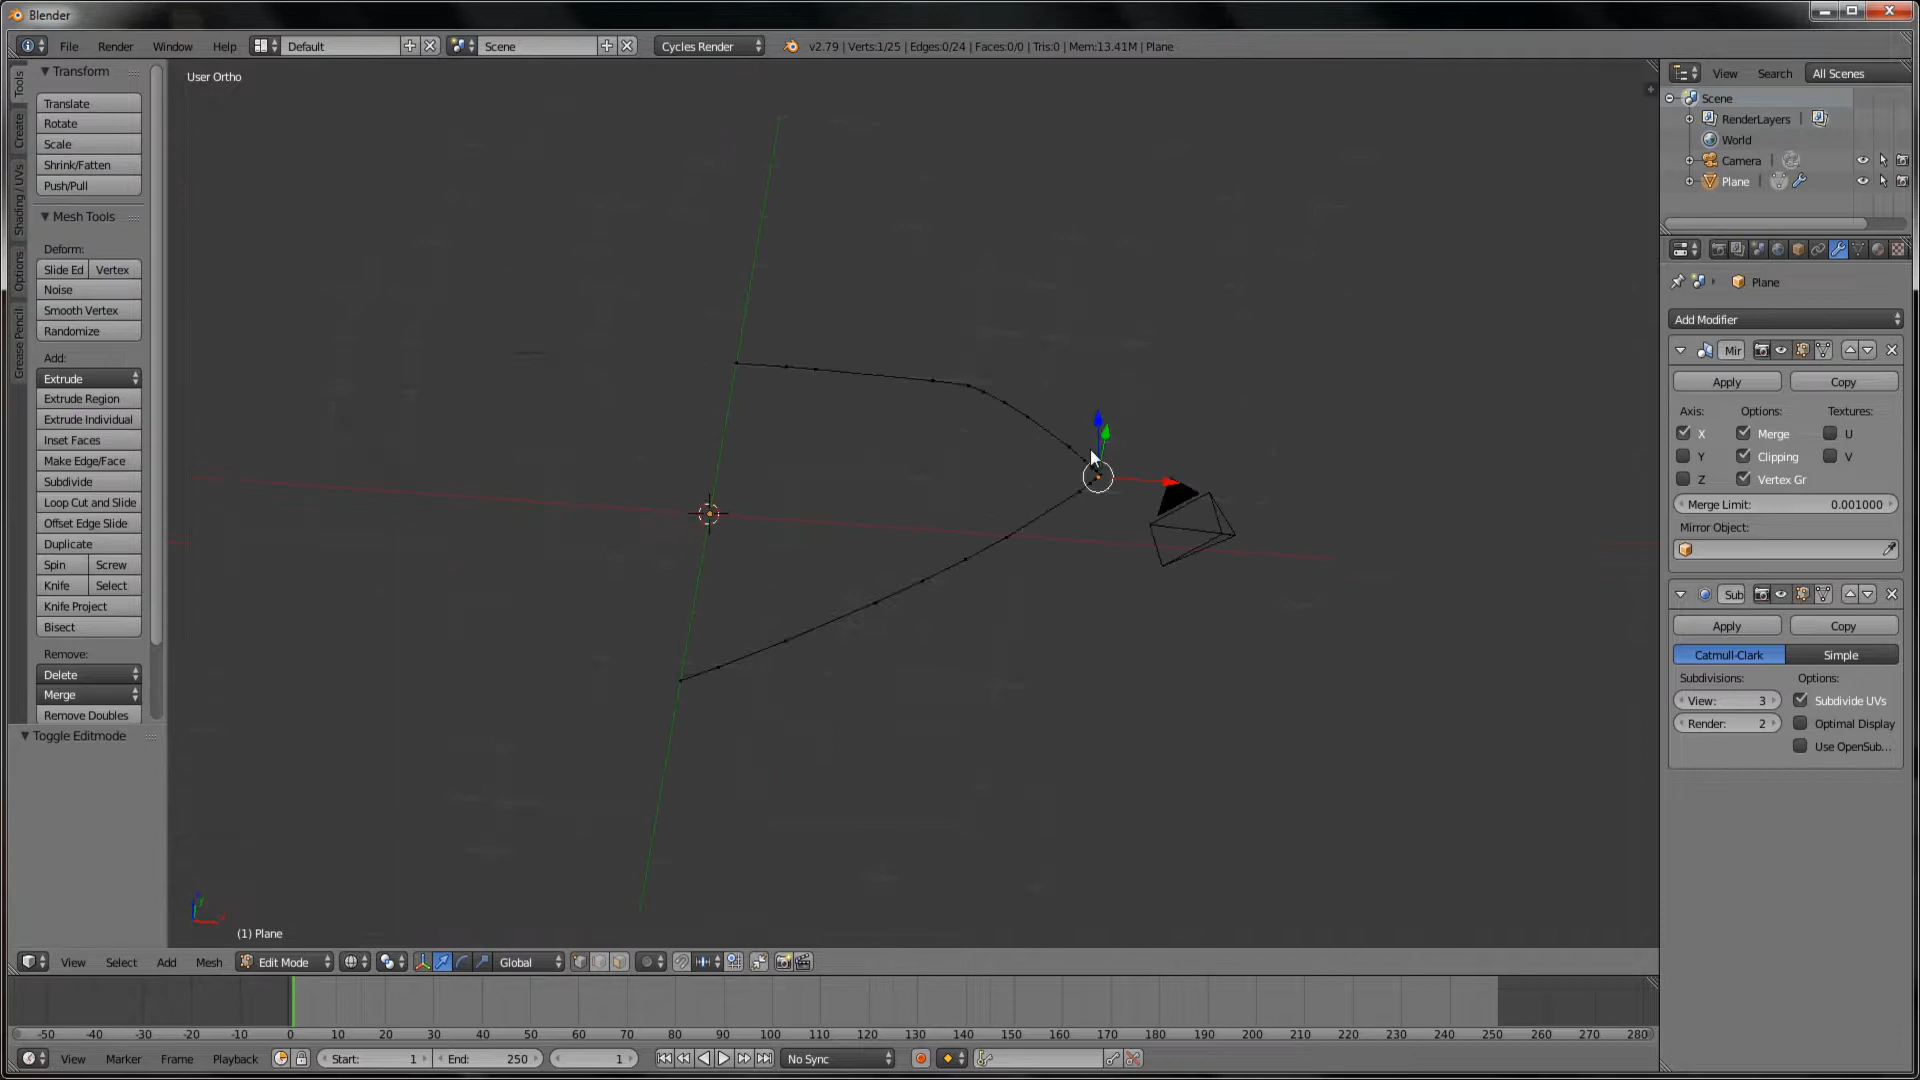 Blender
File Render Window Help Default Scene Cycles Render v2.79 | Verts:1/25 | Edges:0/24 | Faces:0/0 | Tris:0 | Mem:13.41M | Plane
Tools
Create
Shading / UVs
Options
Grease Pencil
Transform
Translate
Rotate
Scale
Shrink/Fatten
Push/Pull
Mesh Tools
Deform:
Slide Ed Vertex
Noise
Smooth Vertex
Randomize
Add:
Extrude
Extrude Region
Extrude Individual
Inset Faces
Make Edge/Face
Subdivide
Loop Cut and Slide
Offset Edge Slide
Duplicate
Spin Screw
Knife Select
Knife Project
Bisect
Remove:
Delete
Merge
Remove Doubles
Toggle Editmode
User Ortho
(1) Plane
View Search All Scenes
Scene
RenderLayers
World
Camera
Plane
Plane
Add Modifier
Mir
Apply Copy
Axis: Options: Textures:
X Merge U
Y Clipping V
Z Vertex Gr
Merge Limit: 0.001000
Mirror Object:
Sub
Apply Copy
Catmull-Clark Simple
Subdivisions: Options:
View: 3 Subdivide UVs
Render: 2 Optimal Display
Use OpenSub...
View Select Add Mesh Edit Mode Global
-50 -40 -30 -20 -10 0 10 20 30 40 50 60 70 80 90 100 110 120 130 140 150 160 170 180 190 200 210 220 230 240 250 260 270 280
View Marker Frame Playback Start: 1 End: 250 1 No Sync